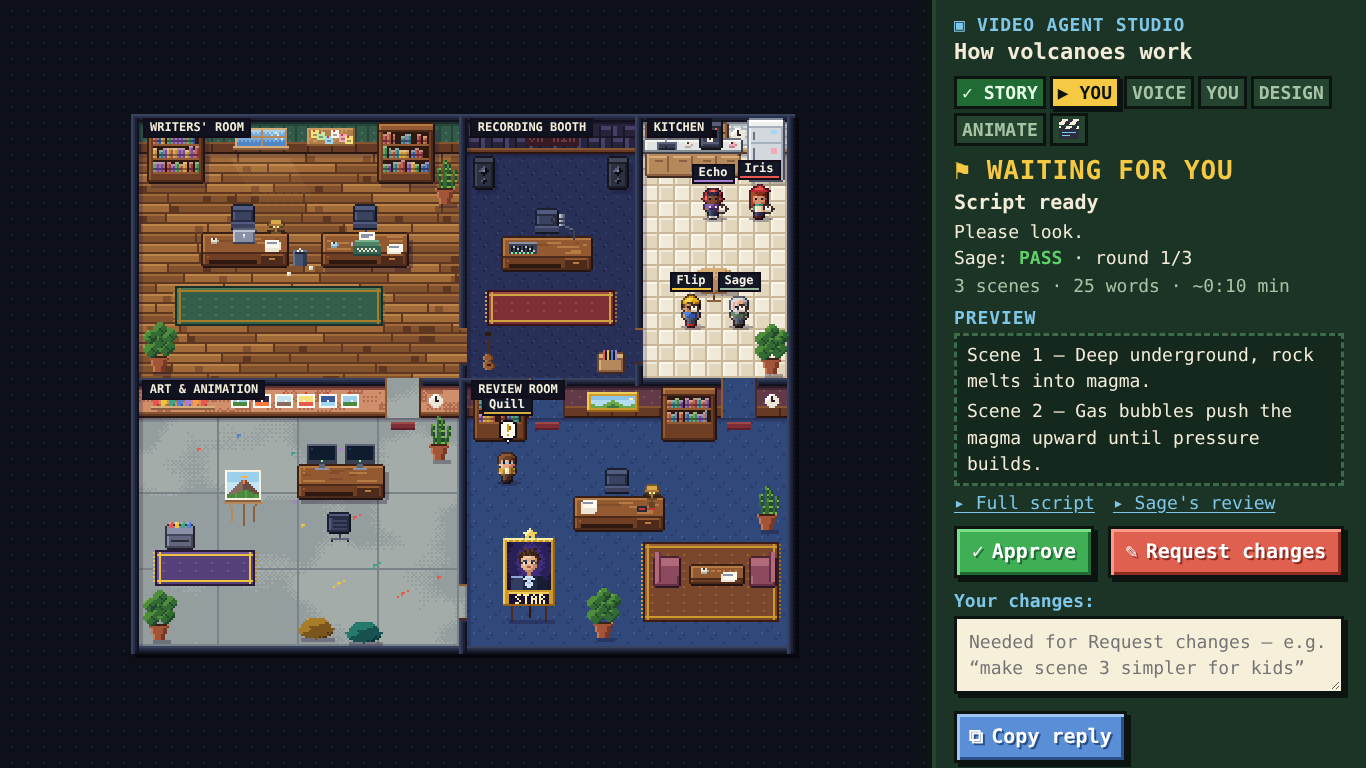 WRITERS' ROOM
RECORDING BOOTH
KITCHEN
Echo
Iris
Flip
Sage
ART & ANIMATION
REVIEW ROOM
Quill
STAR
▣ VIDEO AGENT STUDIO
How volcanoes work
✓ STORY ▶ YOU VOICE YOU DESIGN
ANIMATE
⚑ WAITING FOR YOU
Script ready
Please look.
Sage: PASS · round 1/3
3 scenes · 25 words · ~0:10 min
PREVIEW
Scene 1 — Deep underground, rock
melts into magma.
Scene 2 — Gas bubbles push the
magma upward until pressure
builds.
▸ Full script ▸ Sage's review
✓ Approve ✎ Request changes
Your changes:
Needed for Request changes — e.g.
“make scene 3 simpler for kids”
⧉ Copy reply